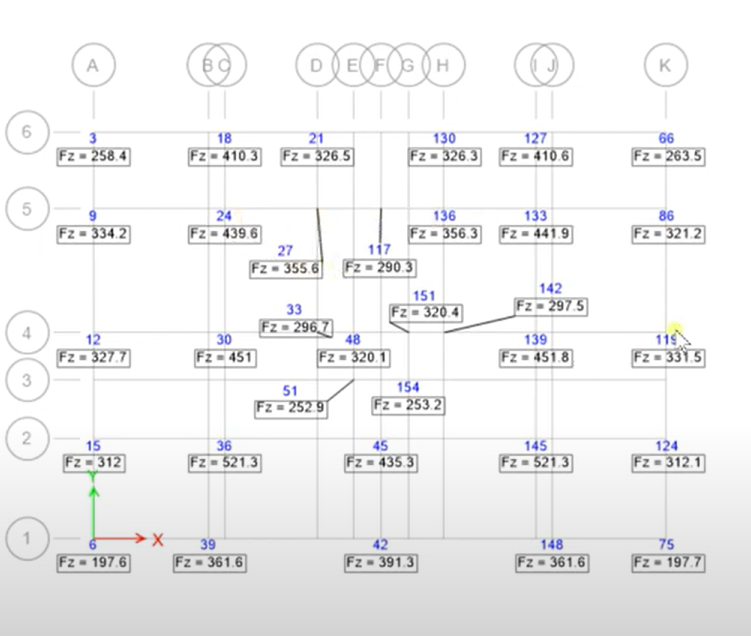 A B C D E F G H I J K
6
3 18 21 130 127 66
Fz = 258.4 Fz = 410.3 Fz = 326.5 Fz = 326.3 Fz = 410.6 Fz = 263.5
5
9 24 136 133 86
Fz = 334.2 Fz = 439.6 Fz = 356.3 Fz = 441.9 Fz = 321.2
27 117
Fz = 355.6 Fz = 290.3
142
151 Fz = 297.5
33 Fz = 320.4
Fz = 296.7
4
12 30 48 139 119
Fz = 327.7 Fz = 451 Fz = 320.1 Fz = 451.8 Fz = 331.5
3
51 154
Fz = 252.9 Fz = 253.2
2
15 36 45 145 124
Fz = 312 Fz = 521.3 Fz = 435.3 Fz = 521.3 Fz = 312.1
Y
1 X
6 39 42 148 75
Fz = 197.6 Fz = 361.6 Fz = 391.3 Fz = 361.6 Fz = 197.7